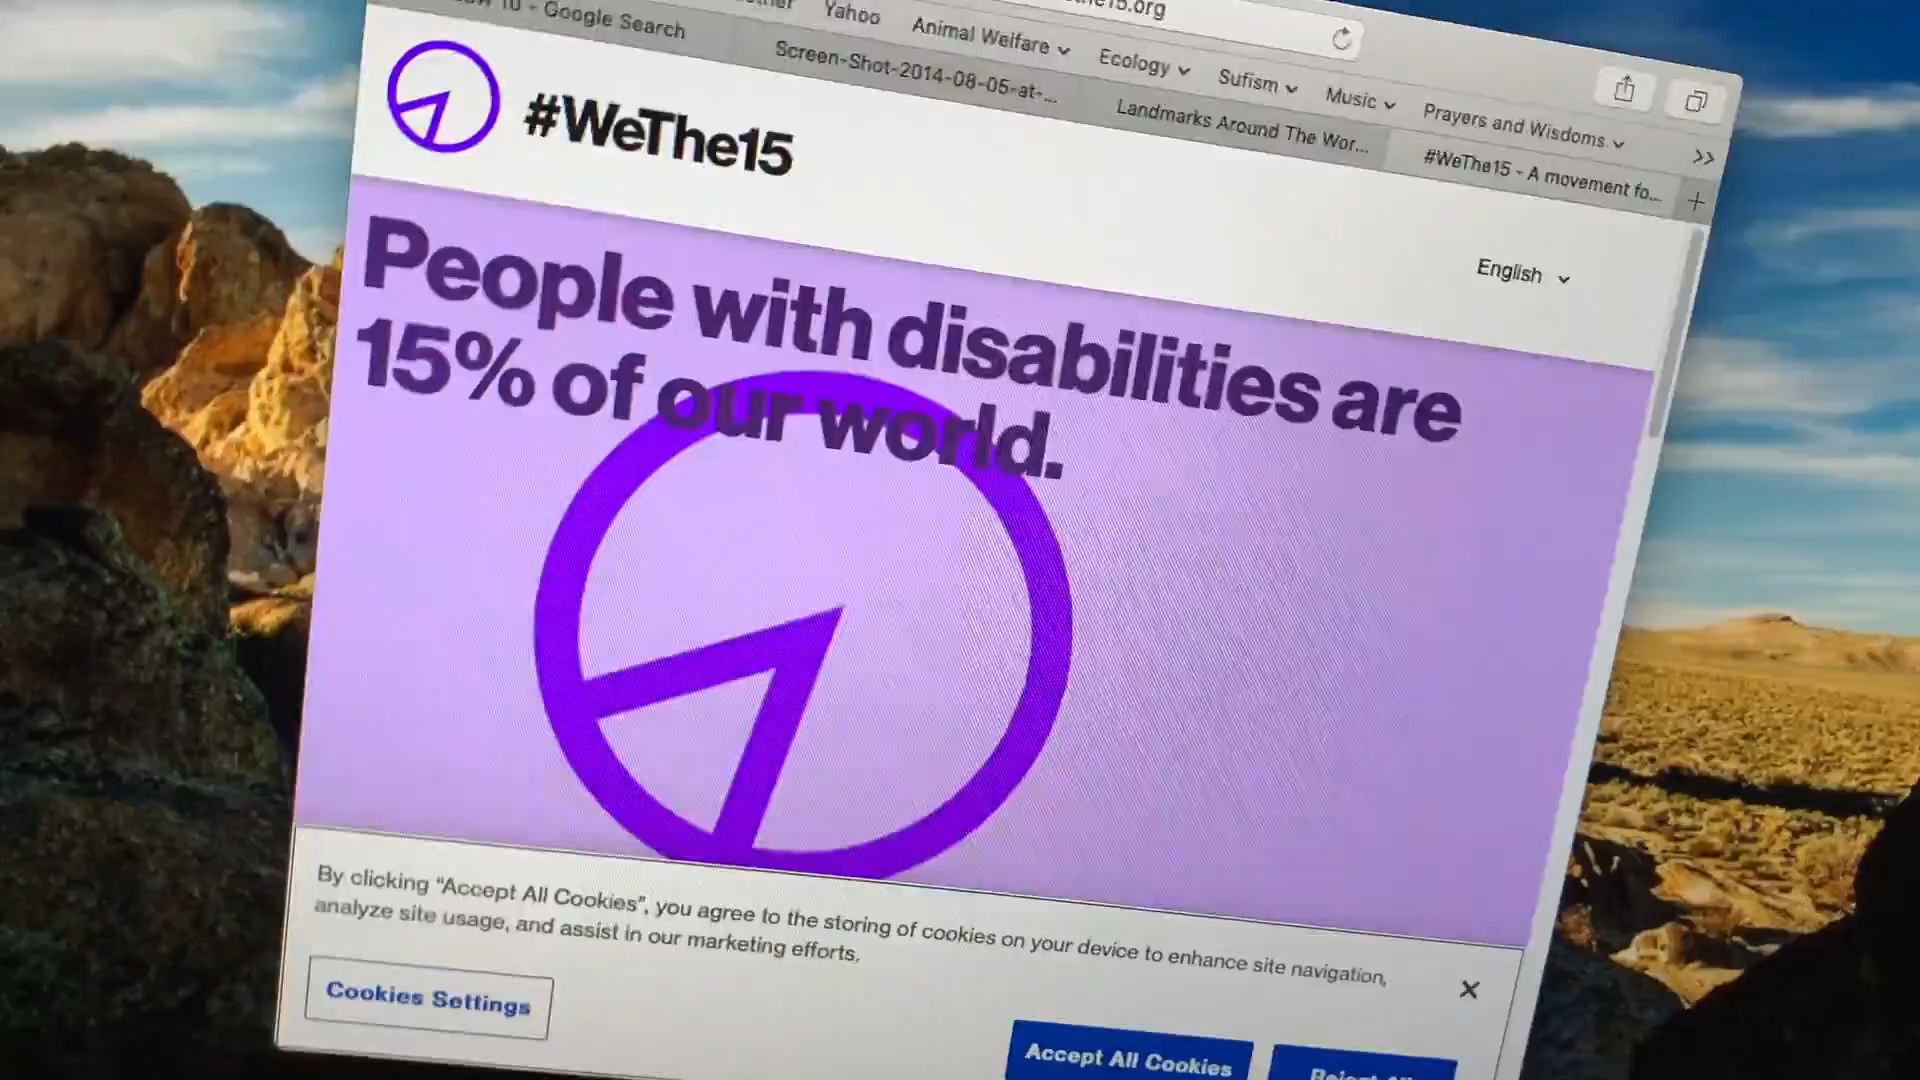 Yahoo
Animal Welfare
Ecology
Sufism
Music
Prayers and Wisdoms
- Google Search
Screen-Shot-2014-08-05-at-...
Landmarks Around The Wor...
#WeThe15 - A movement fo...
#WeThe15
English
People with disabilities are
15% of our world.
By clicking “Accept All Cookies”, you agree to the storing of cookies on your device to enhance site navigation,
analyze site usage, and assist in our marketing efforts.
Cookies Settings
Accept All Cookies